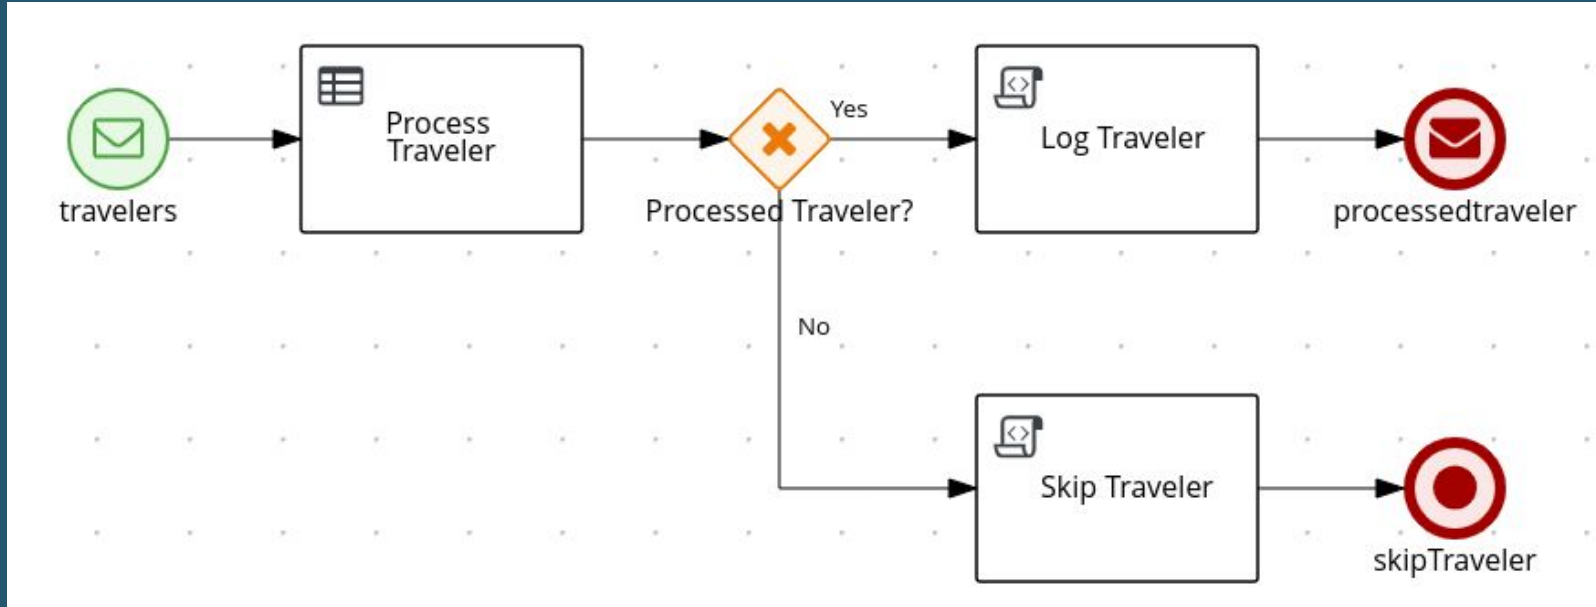 travelers
Process
Traveler
Processed Traveler?
Yes
Log Traveler
processedtraveler
No
Skip Traveler
skipTraveler